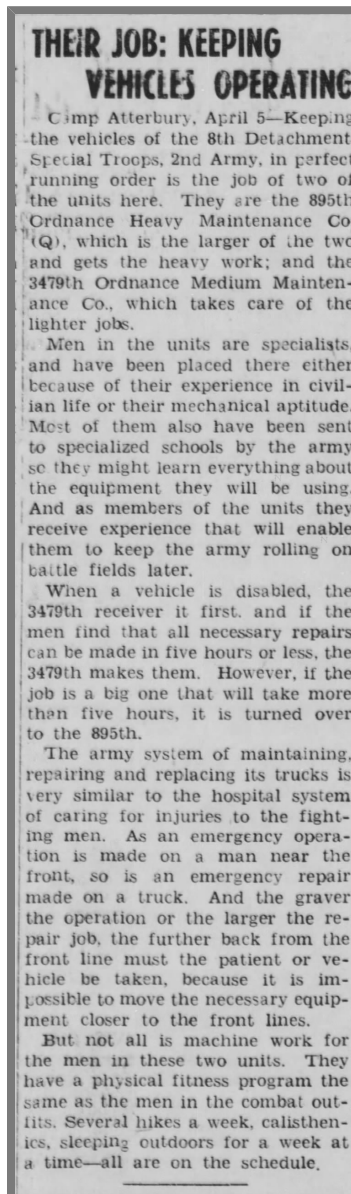 THEIR JOB: KEEPING
VEHICLES OPERATING
Camp Atterbury, April 5—Keeping
the vehicles of the 8th Detachment
Special Troops, 2nd Army, in perfect
running order is the job of two of
the units here. They are the 895th
Ordnance Heavy Maintenance Co
(Q), which is the larger of the two
and gets the heavy work; and the
3479th Ordnance Medium Mainten-
ance Co., which takes care of the
lighter jobs.
Men in the units are specialists,
and have been placed there either
because of their experience in civil-
ian life or their mechanical aptitude.
Most of them also have been sent
to specialized schools by the army
so they might learn everything about
the equipment they will be using.
And as members of the units they
receive experience that will enable
them to keep the army rolling on
battle fields later.
When a vehicle is disabled, the
3479th receiver it first. and if the
men find that all necessary repairs
can be made in five hours or less, the
3479th makes them. However, if the
job is a big one that will take more
than five hours, it is turned over
to the 895th.
The army system of maintaining,
repairing and replacing its trucks is
very similar to the hospital system
of caring for injuries to the fight-
ing men. As an emergency opera-
tion is made on a man near the
front, so is an emergency repair
made on a truck. And the graver
the operation or the larger the re-
pair job, the further back from the
front line must the patient or ve-
hicle be taken, because it is im-
possible to move the necessary equip-
ment closer to the front lines.
But not all is machine work for
the men in these two units. They
have a physical fitness program the
same as the men in the combat out-
fits. Several hikes a week, calisthen-
ics, sleeping outdoors for a week at
a time—all are on the schedule.